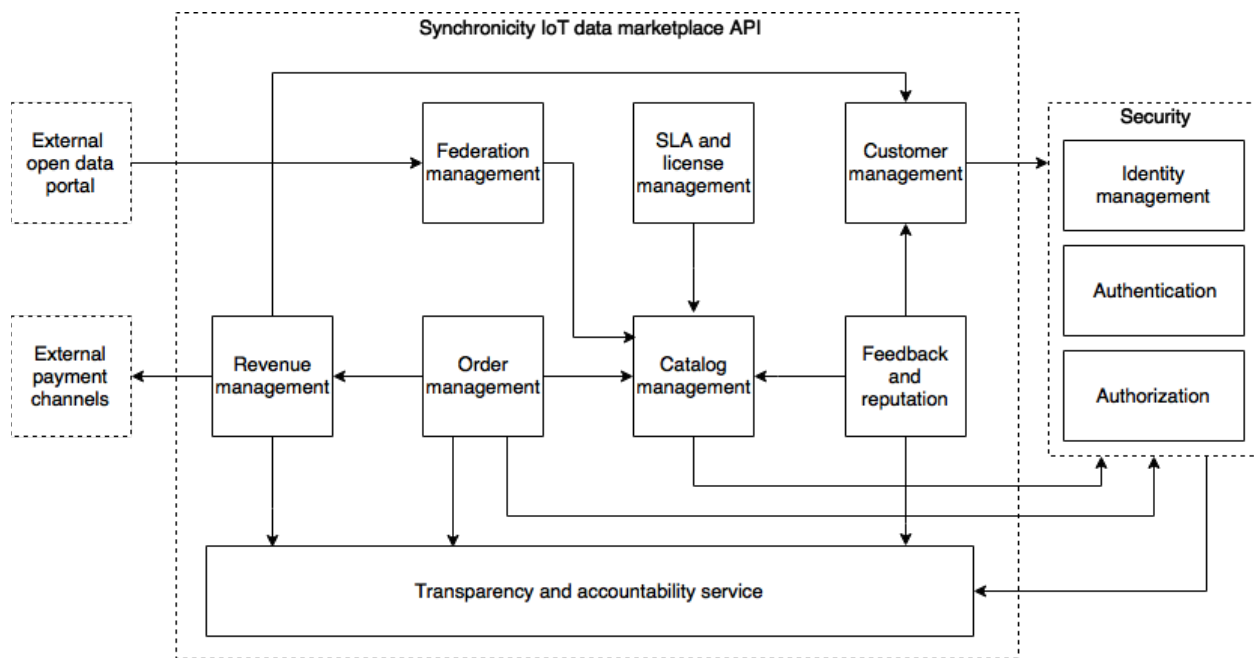 Synchronicity IoT data marketplace API
External
open data
portal
Federation
management
SLA and
license
management
Customer
management
Security
Identity
management
Authentication
Authorization
External
payment
channels
Revenue
management
Order
management
Catalog
management
Feedback
and
reputation
Transparency and accountability service